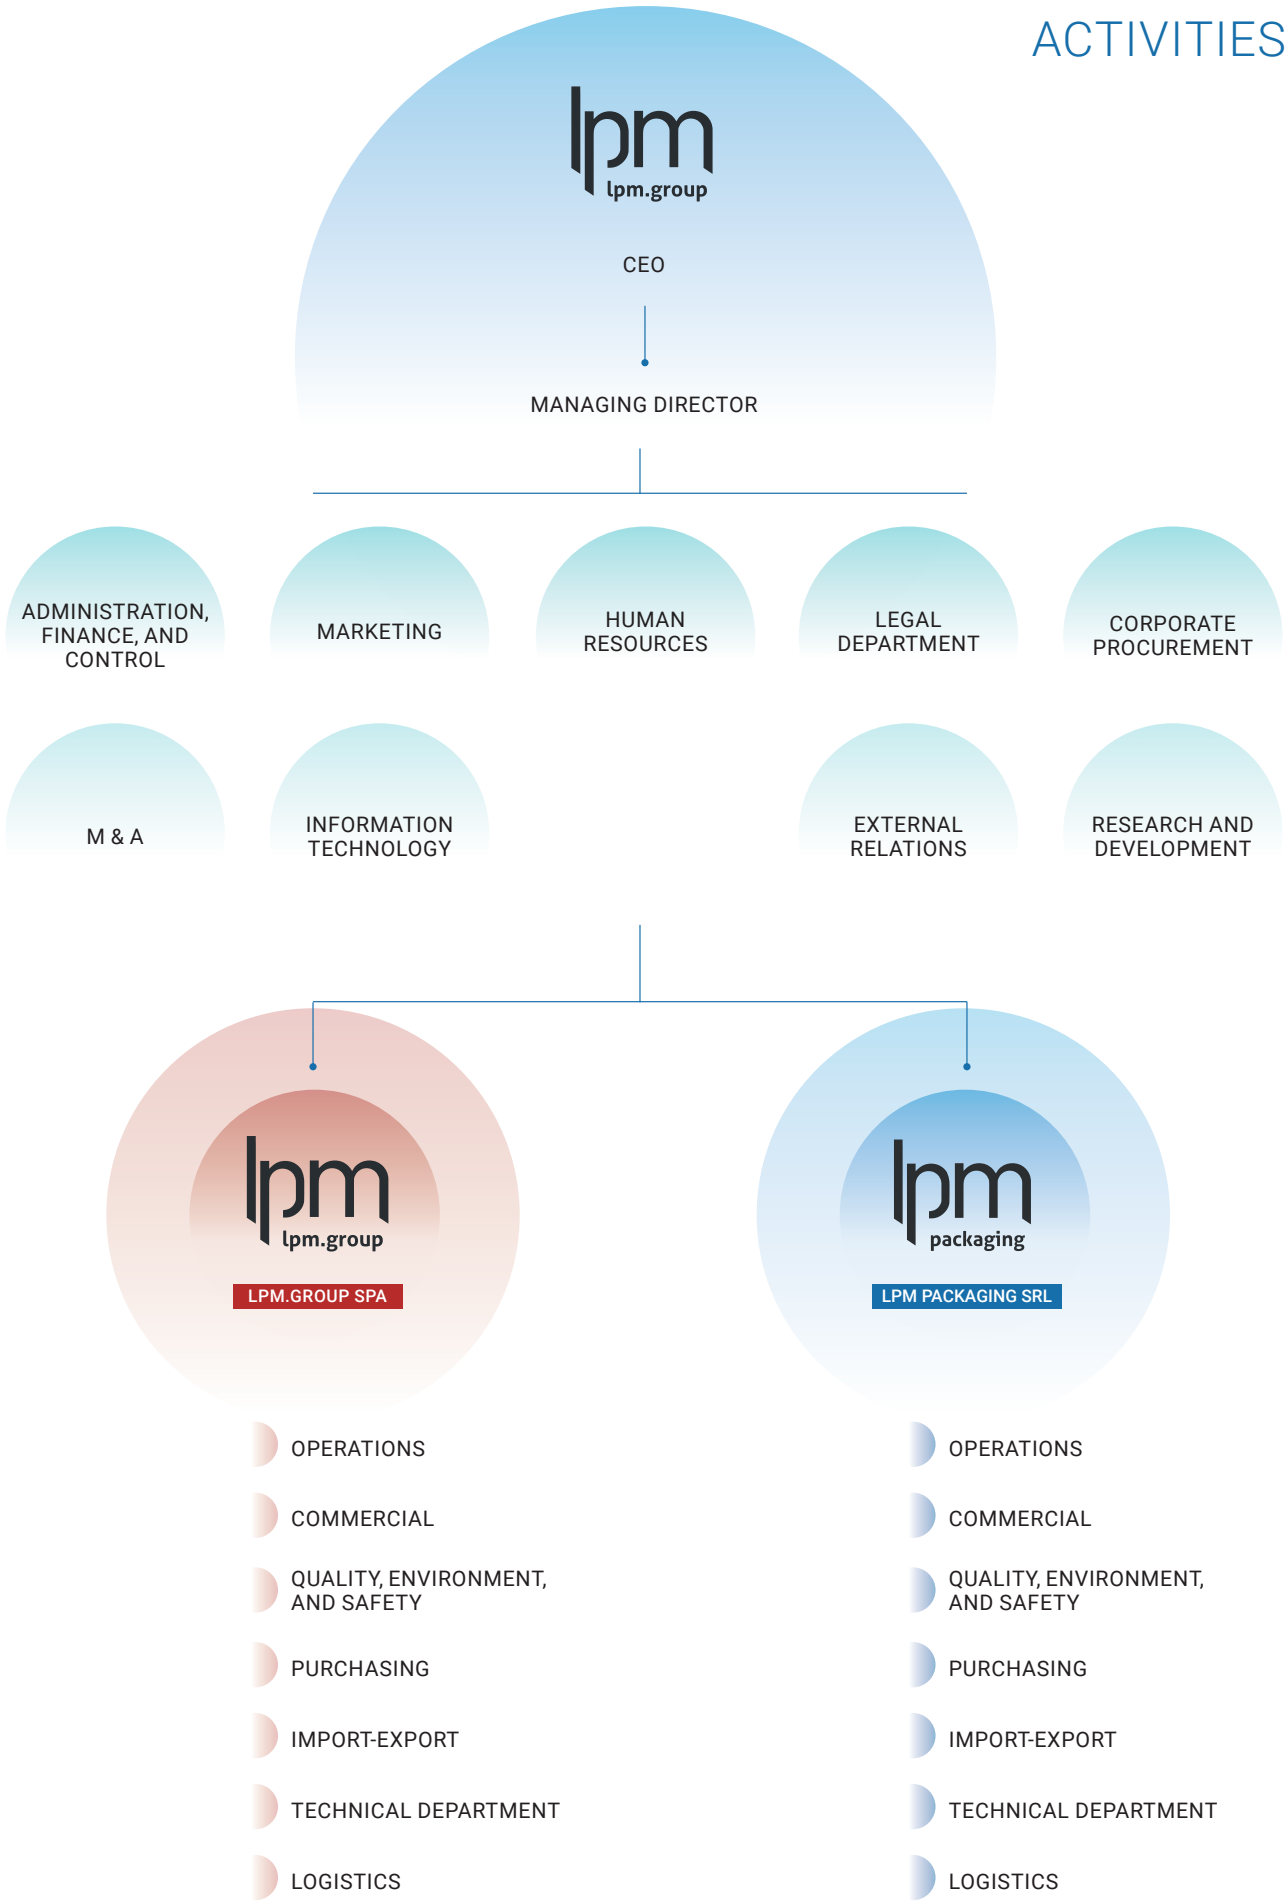 ACTIVITIES
lpm
lpm.group
CEO
MANAGING DIRECTOR
ADMINISTRATION,
FINANCE, AND
CONTROL
MARKETING
HUMAN
RESOURCES
LEGAL
DEPARTMENT
CORPORATE
PROCUREMENT
M & A
INFORMATION
TECHNOLOGY
EXTERNAL
RELATIONS
RESEARCH AND
DEVELOPMENT
lpm
lpm.group
LPM.GROUP SPA
OPERATIONS
COMMERCIAL
QUALITY, ENVIRONMENT,
AND SAFETY
PURCHASING
IMPORT-EXPORT
TECHNICAL DEPARTMENT
LOGISTICS
lpm
packaging
LPM PACKAGING SRL
OPERATIONS
COMMERCIAL
QUALITY, ENVIRONMENT,
AND SAFETY
PURCHASING
IMPORT-EXPORT
TECHNICAL DEPARTMENT
LOGISTICS